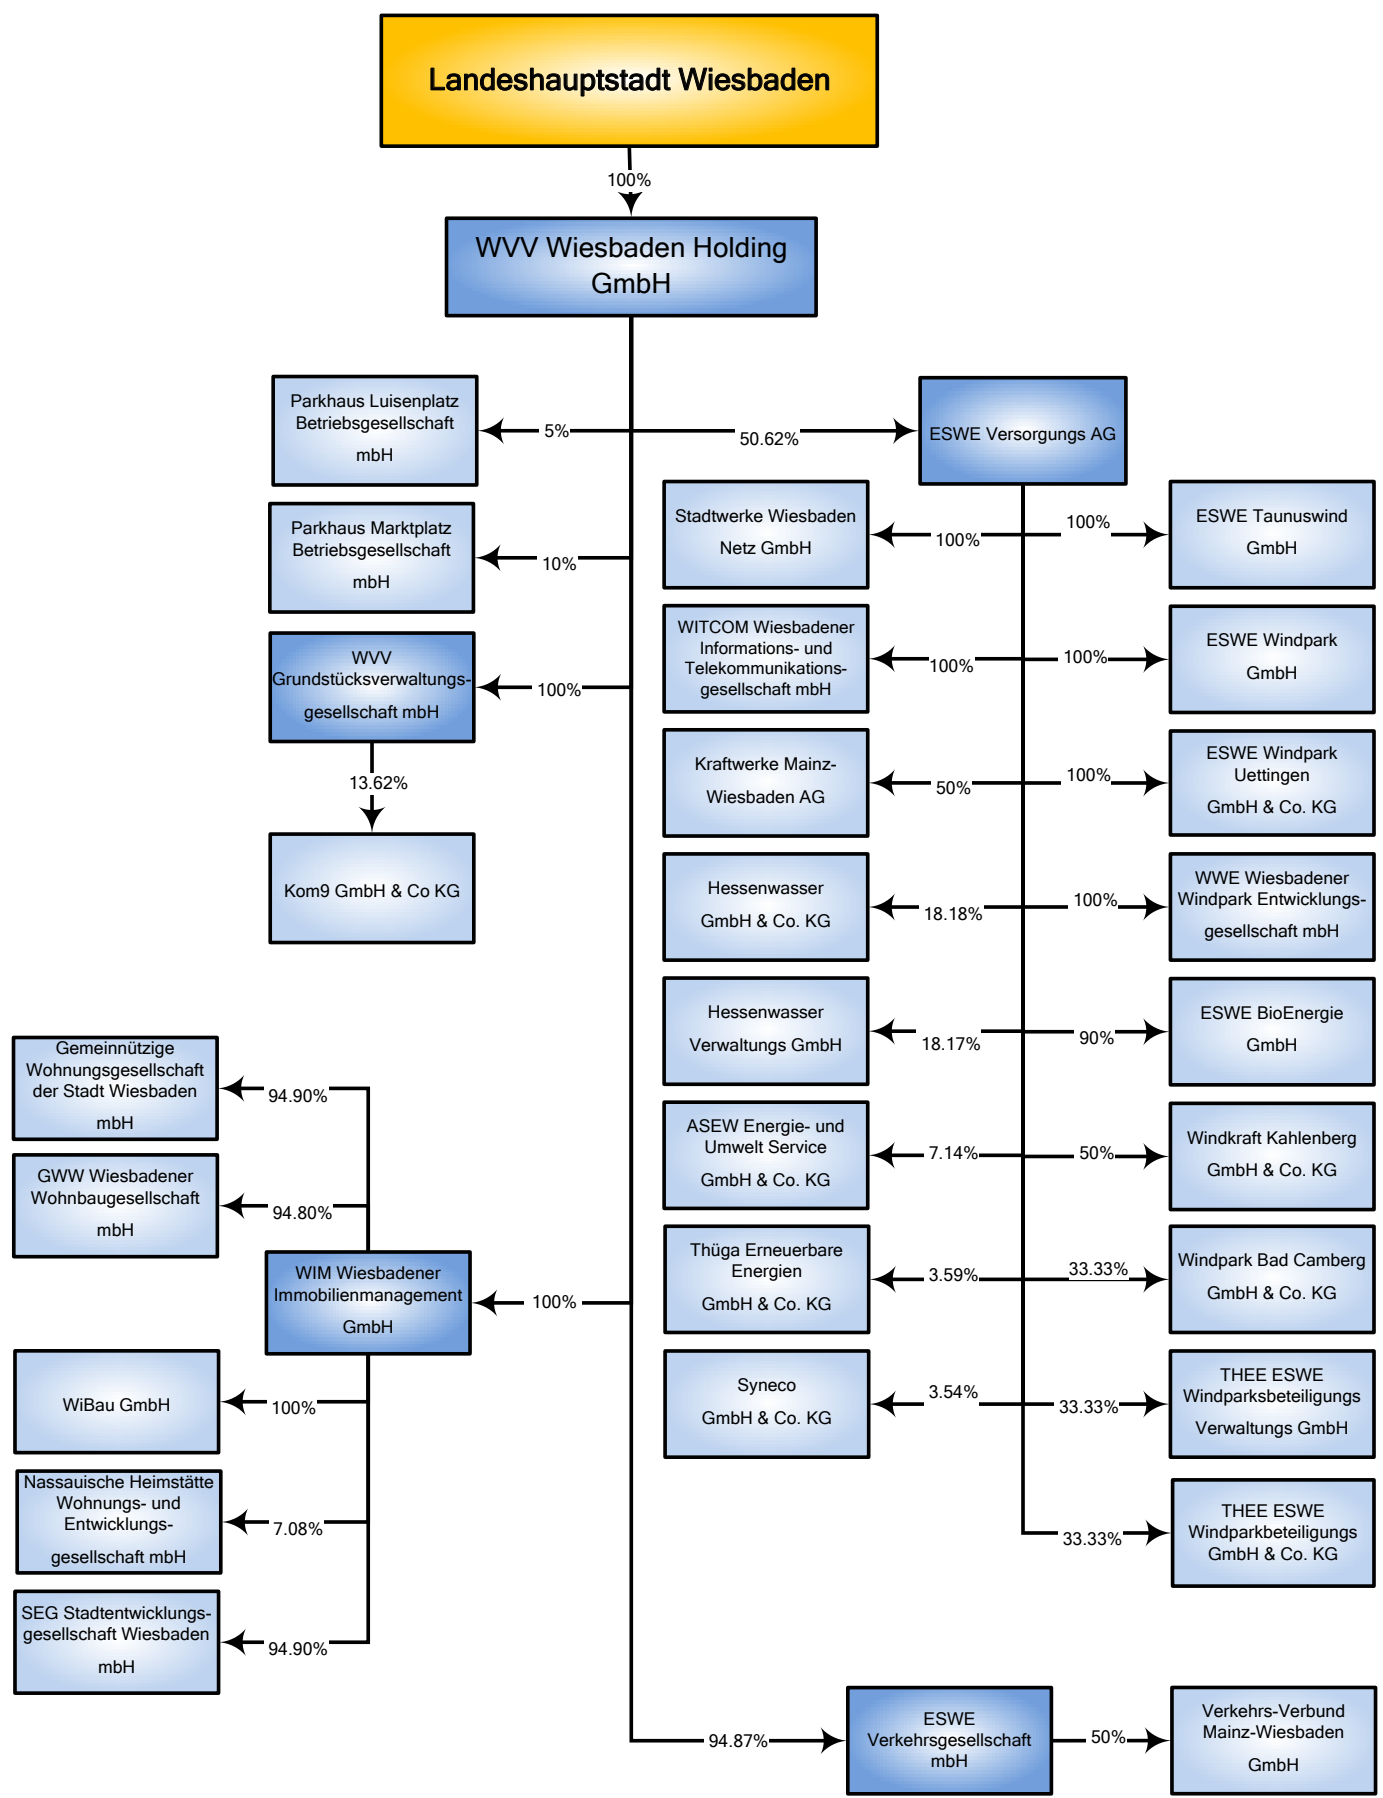 Landeshauptstadt Wiesbaden
100%
WVV Wiesbaden Holding
GmbH
Parkhaus Luisenplatz
Betriebsgesellschaft
mbH
5%
50.62%
ESWE Versorgungs AG
Parkhaus Marktplatz
Betriebsgesellschaft
mbH
10%
WVV
Grundstücksverwaltungs-
gesellschaft mbH
100%
13.62%
Kom9 GmbH & Co KG
Stadtwerke Wiesbaden
Netz GmbH
100%
100%
ESWE Taunuswind
GmbH
WITCOM Wiesbadener
Informations- und
Telekommunikations-
gesellschaft mbH
100%
100%
ESWE Windpark
GmbH
Kraftwerke Mainz-
Wiesbaden AG
50%
100%
ESWE Windpark
Uettingen
GmbH & Co. KG
Hessenwasser
GmbH & Co. KG
18.18%
100%
WWE Wiesbadener
Windpark Entwicklungs-
gesellschaft mbH
Hessenwasser
Verwaltungs GmbH
18.17%
90%
ESWE BioEnergie
GmbH
ASEW Energie- und
Umwelt Service
GmbH & Co. KG
7.14%
50%
Windkraft Kahlenberg
GmbH & Co. KG
Thüga Erneuerbare
Energien
GmbH & Co. KG
3.59%
33.33%
Windpark Bad Camberg
GmbH & Co. KG
Syneco
GmbH & Co. KG
3.54%
33.33%
THEE ESWE
Windparksbeteiligungs
Verwaltungs GmbH
33.33%
THEE ESWE
Windparkbeteiligungs
GmbH & Co. KG
Gemeinnützige
Wohnungsgesellschaft
der Stadt Wiesbaden
mbH
94.90%
GWW Wiesbadener
Wohnbaugesellschaft
mbH
94.80%
WIM Wiesbadener
Immobilienmanagement
GmbH
100%
WiBau GmbH
100%
Nassauische Heimstätte
Wohnungs- und
Entwicklungs-
gesellschaft mbH
7.08%
SEG Stadtentwicklungs-
gesellschaft Wiesbaden
mbH
94.90%
94.87%
ESWE
Verkehrsgesellschaft
mbH
50%
Verkehrs-Verbund
Mainz-Wiesbaden
GmbH